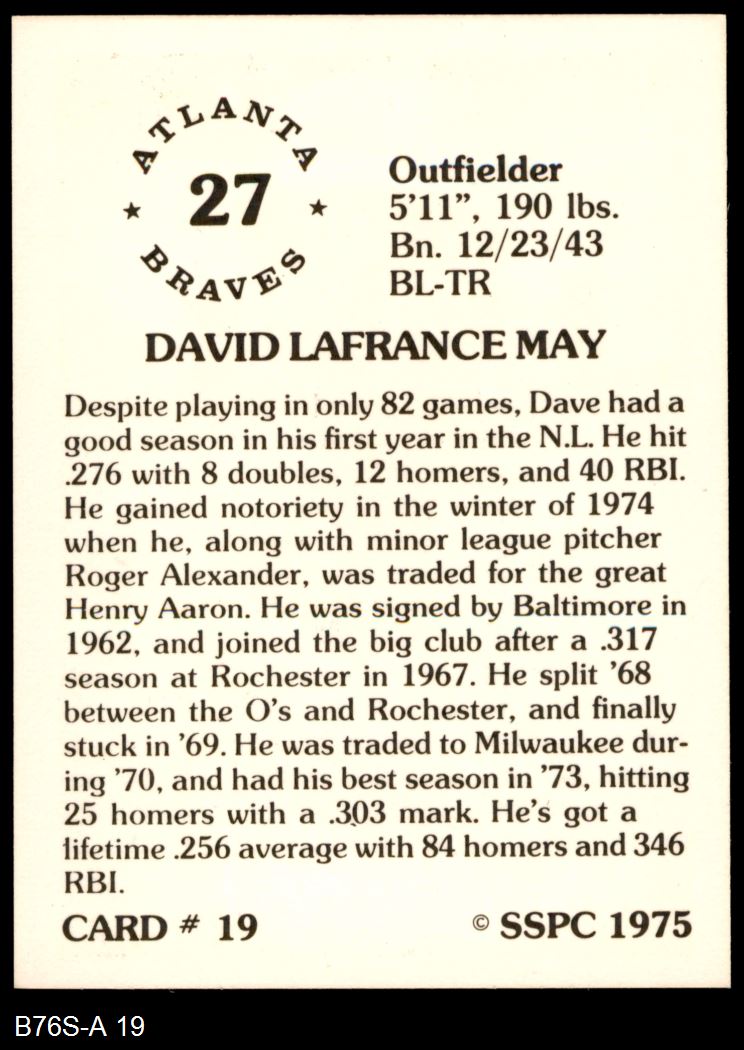 ATLANTA
27
BRAVES
Outfielder
5'11", 190 lbs.
Bn. 12/23/43
BL-TR
DAVID LAFRANCE MAY
Despite playing in only 82 games, Dave had a
good season in his first year in the N.L. He hit
.276 with 8 doubles, 12 homers, and 40 RBI.
He gained notoriety in the winter of 1974
when he, along with minor league pitcher
Roger Alexander, was traded for the great
Henry Aaron. He was signed by Baltimore in
1962, and joined the big club after a .317
season at Rochester in 1967. He split '68
between the O's and Rochester, and finally
stuck in '69. He was traded to Milwaukee dur-
ing '70, and had his best season in '73, hitting
25 homers with a .303 mark. He's got a
lifetime .256 average with 84 homers and 346
RBI.
CARD # 19
© SSPC 1975
B76S-A 19